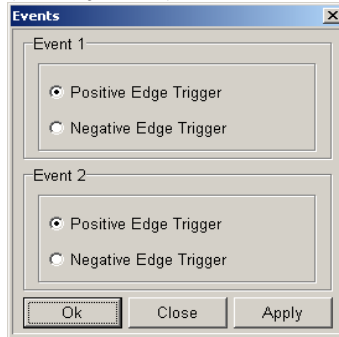 Events
Event 1
Positive Edge Trigger
Negative Edge Trigger
Event 2
Positive Edge Trigger
Negative Edge Trigger
Ok Close Apply